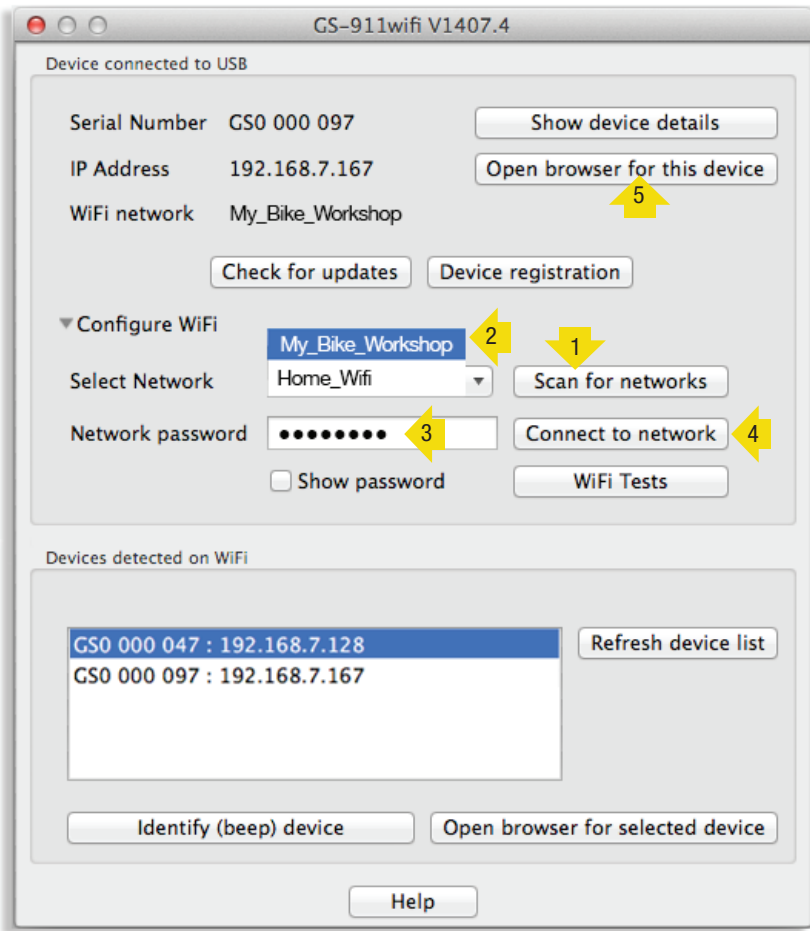 GS-911wifi V1407.4
Device connected to USB
Serial Number GS0 000 097 Show device details
IP Address 192.168.7.167 Open browser for this device
5
WiFi network My_Bike_Workshop
Check for updates Device registration
Configure WiFi
My_Bike_Workshop 2 1
Select Network Home_Wifi Scan for networks
Network password ●●●●●●●● 3 Connect to network 4
Show password WiFi Tests
Devices detected on WiFi
GS0 000 047 : 192.168.7.128 Refresh device list
GS0 000 097 : 192.168.7.167
Identify (beep) device Open browser for selected device
Help